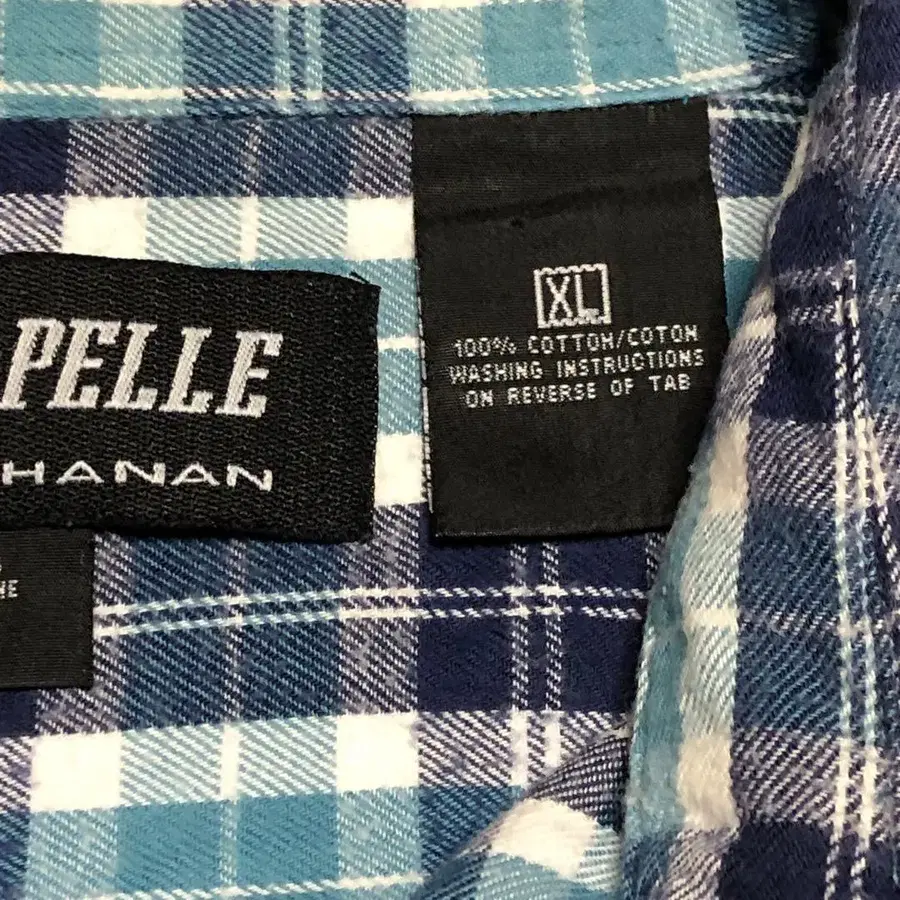 PELLE
HANAN
XL
100% COTTON/COTON
WASHING INSTRUCTIONS
ON REVERSE OF TAB